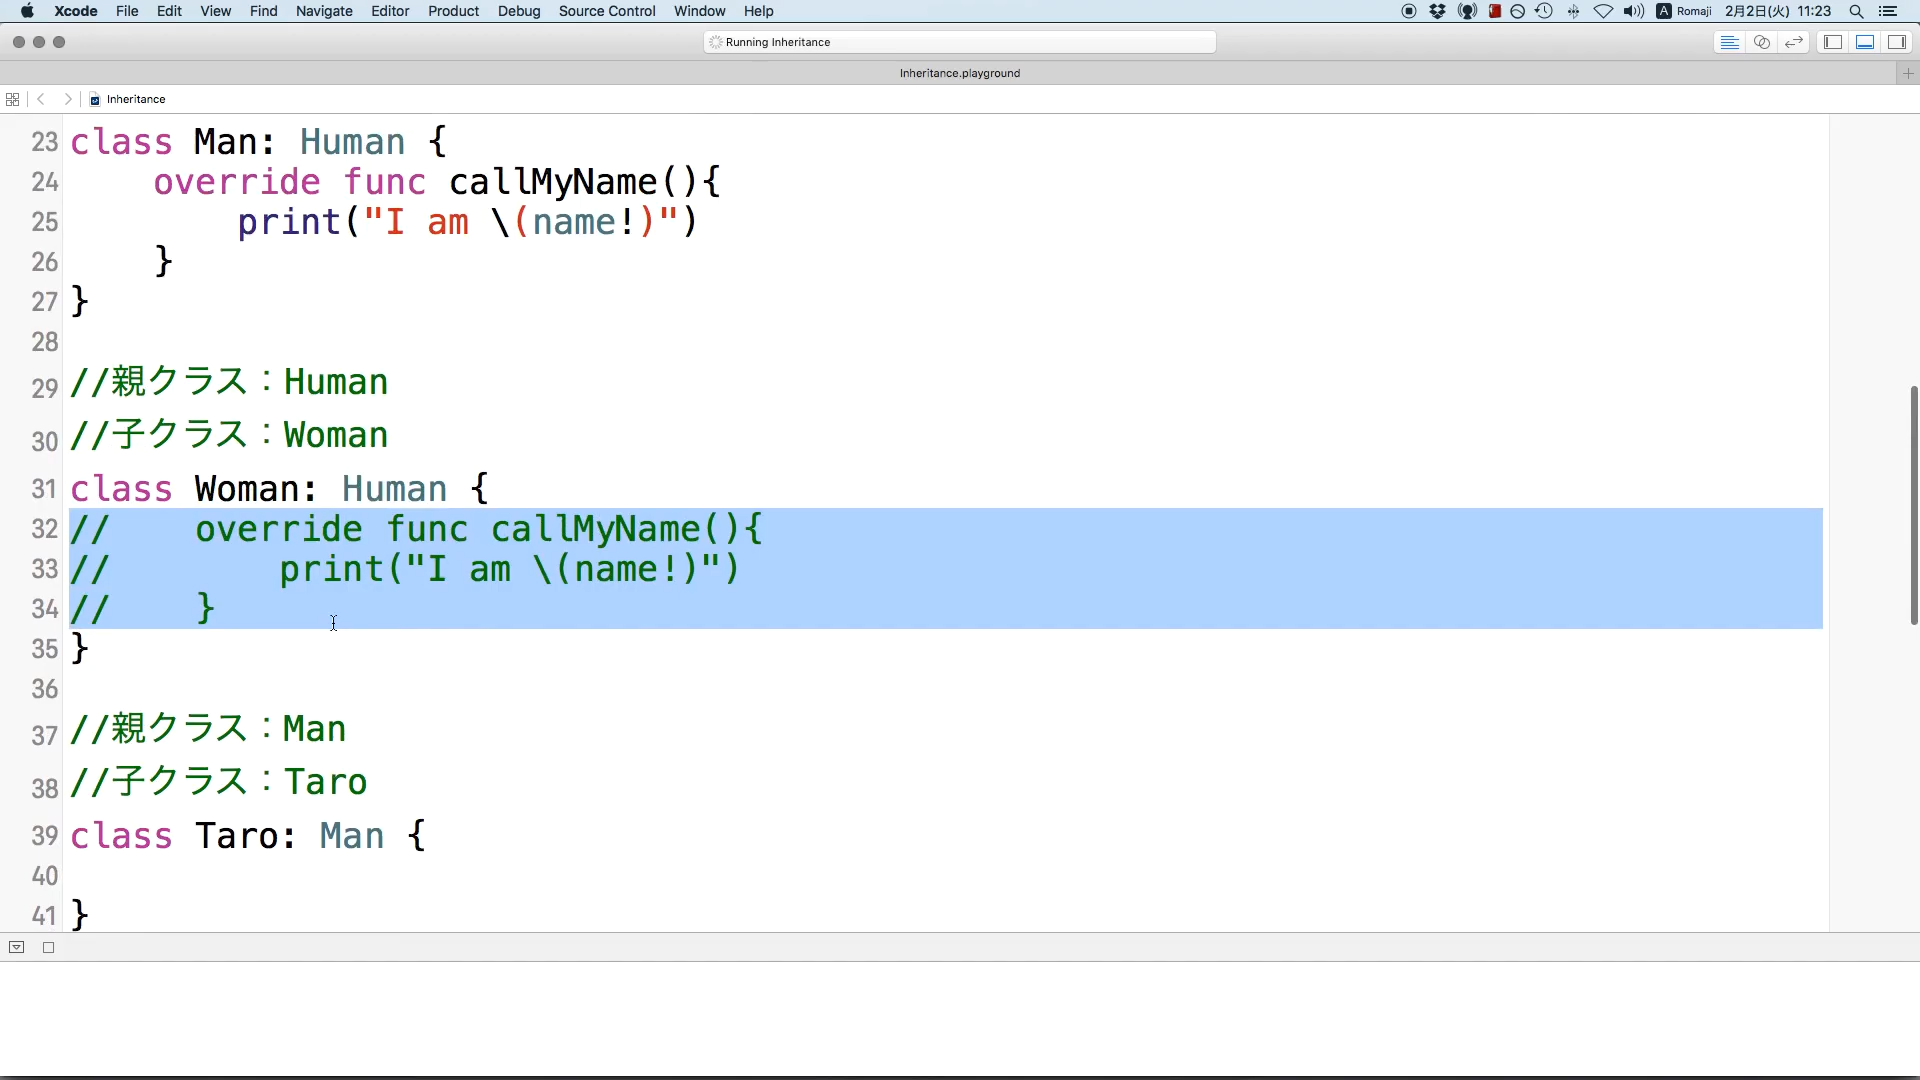 Xcode File Edit View Find Navigate Editor Product Debug Source Control Window Help A Romaji 2月2日(火) 11:23
Running Inheritance
Inheritance.playground
Inheritance
23 class Man: Human {
24 override func callMyName(){
25 print("I am \(name!)")
26 }
27 }
28
29 //親クラス：Human
30 //子クラス：Woman
31 class Woman: Human {
32 // override func callMyName(){
33 // print("I am \(name!)")
34 // }
35 }
36
37 //親クラス：Man
38 //子クラス：Taro
39 class Taro: Man {
40
41 }